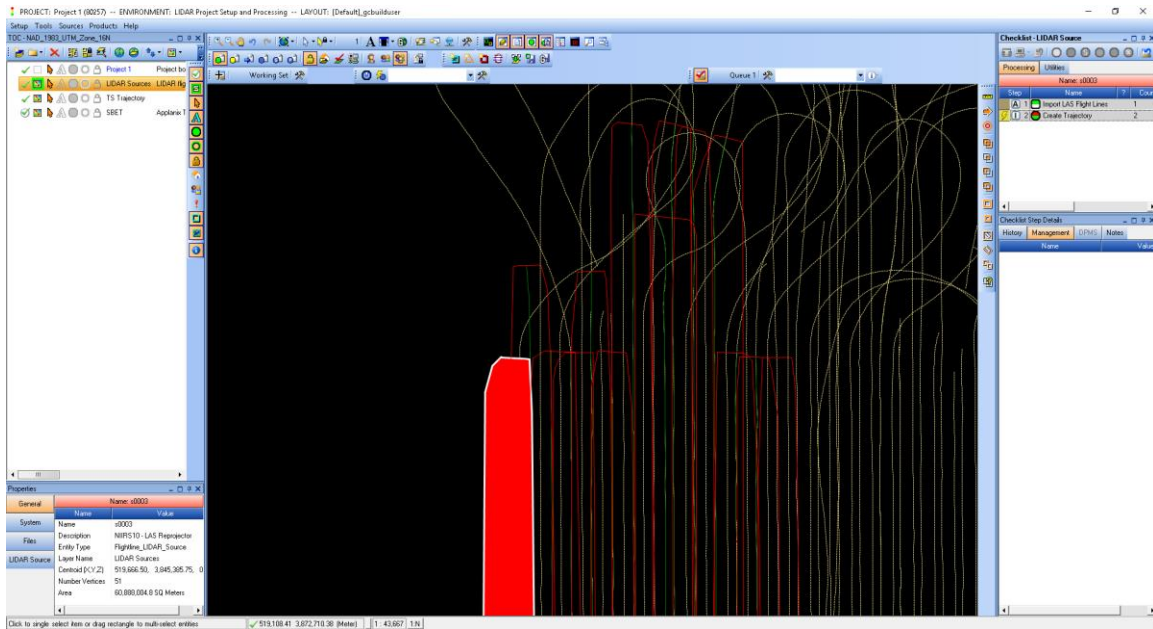 PROJECT: Project 1 (80257) -- ENVIRONMENT: LIDAR Project Setup and Processing -- LAYOUT: [Default]_gcbuilduser
Setup Tools Sources Products Help
TOC - NAD_1983_UTM_Zone_16N
Project 1 Project bo
LIDAR Sources LIDAR flig
TS Trajectory
SBET Applanix T
Working Set
Queue 1
Checklist - LIDAR Source
Processing Utilities
Name: s0003
Step Name ? Cour
A 1 Import LAS Flight Lines 1
I 2 Create Trajectory 2
Checklist Step Details
History Management DPMS Notes
Name Value
Properties
General
System
Files
LIDAR Source
Name: s0003
Name Value
Name s0003
Description NIIRS10 - LAS Reprojector
Entity Type Flightline_LIDAR_Source
Layer Name LIDAR Sources
Centroid (X,Y,Z) 519,666.50, 3,845,385.75, 0
Number Vertices 51
Area 60,888,004.8 SQ Meters
Click to single select item or drag rectangle to multi-select entities
519,108.41 3,872,710.38 (Meter)
1 : 43,667
1:N